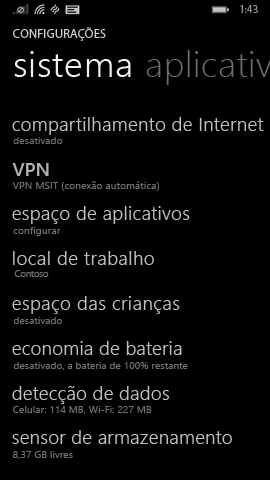 1:43
CONFIGURAÇÕES
sistema aplicativ
compartilhamento de Internet
desativado
VPN
VPN MSIT (conexão automática)
espaço de aplicativos
configurar
local de trabalho
Contoso
espaço das crianças
desativado
economia de bateria
desativado, a bateria de 100% restante
detecção de dados
Celular: 114 MB, Wi-Fi: 227 MB
sensor de armazenamento
8,37 GB livres